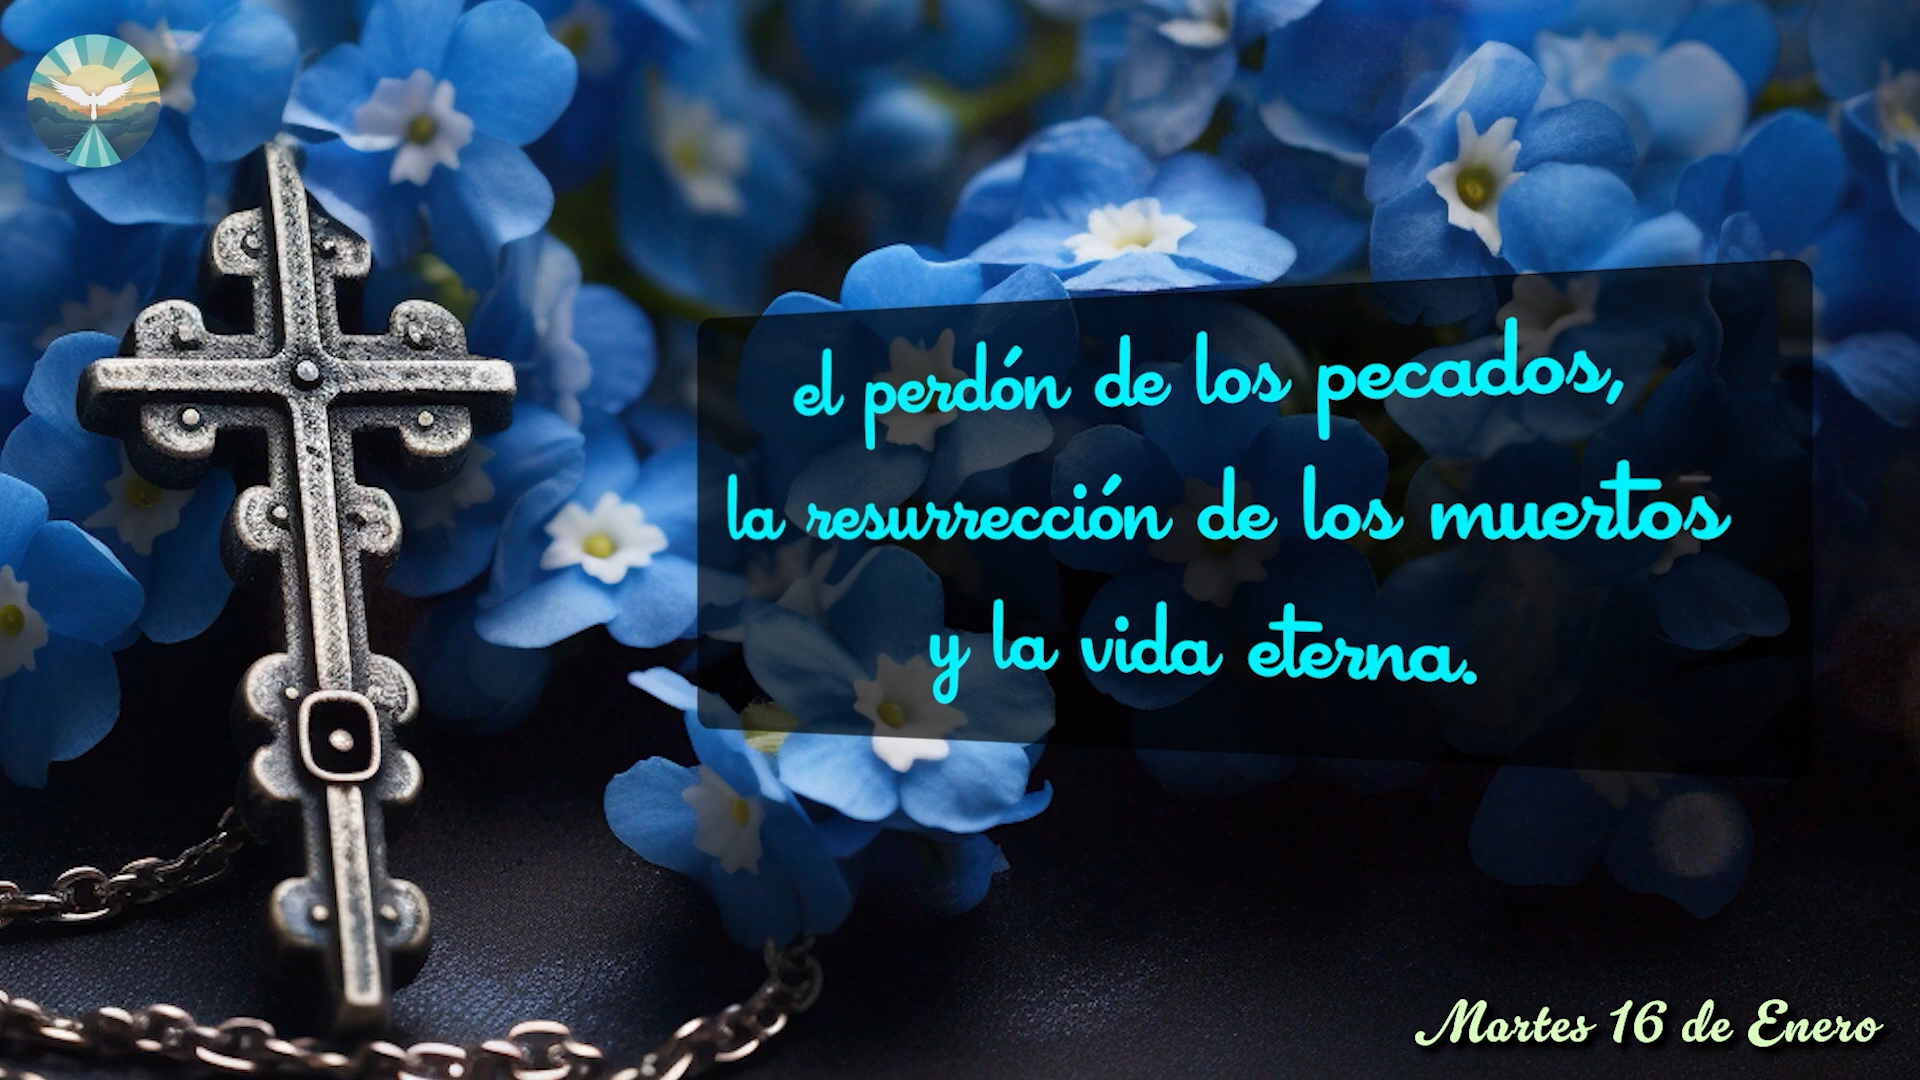 el perdón de los pecados,
la resurrección de los muertos
y la vida eterna.
Martes 16 de Enero